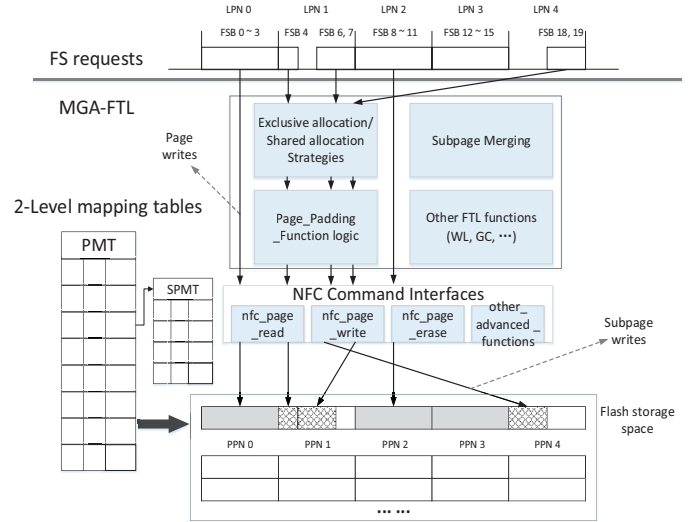 LPN 0 LPN 1 LPN 2 LPN 3 LPN 4
FSB 0 ~ 3 FSB 4 FSB 6, 7 FSB 8 ~ 11 FSB 12 ~ 15 FSB 18, 19
FS requests
MGA-FTL
Exclusive allocation/
Shared allocation
Strategies
Subpage Merging
Page
writes
2-Level mapping tables
Page_Padding
_Function logic
Other FTL functions
(WL, GC, ···)
PMT
SPMT
NFC Command Interfaces
nfc_page
_read
nfc_page
_write
nfc_page
_erase
other_
advanced _
functions
Subpage
writes
Flash storage
space
PPN 0 PPN 1 PPN 2 PPN 3 PPN 4
... ...